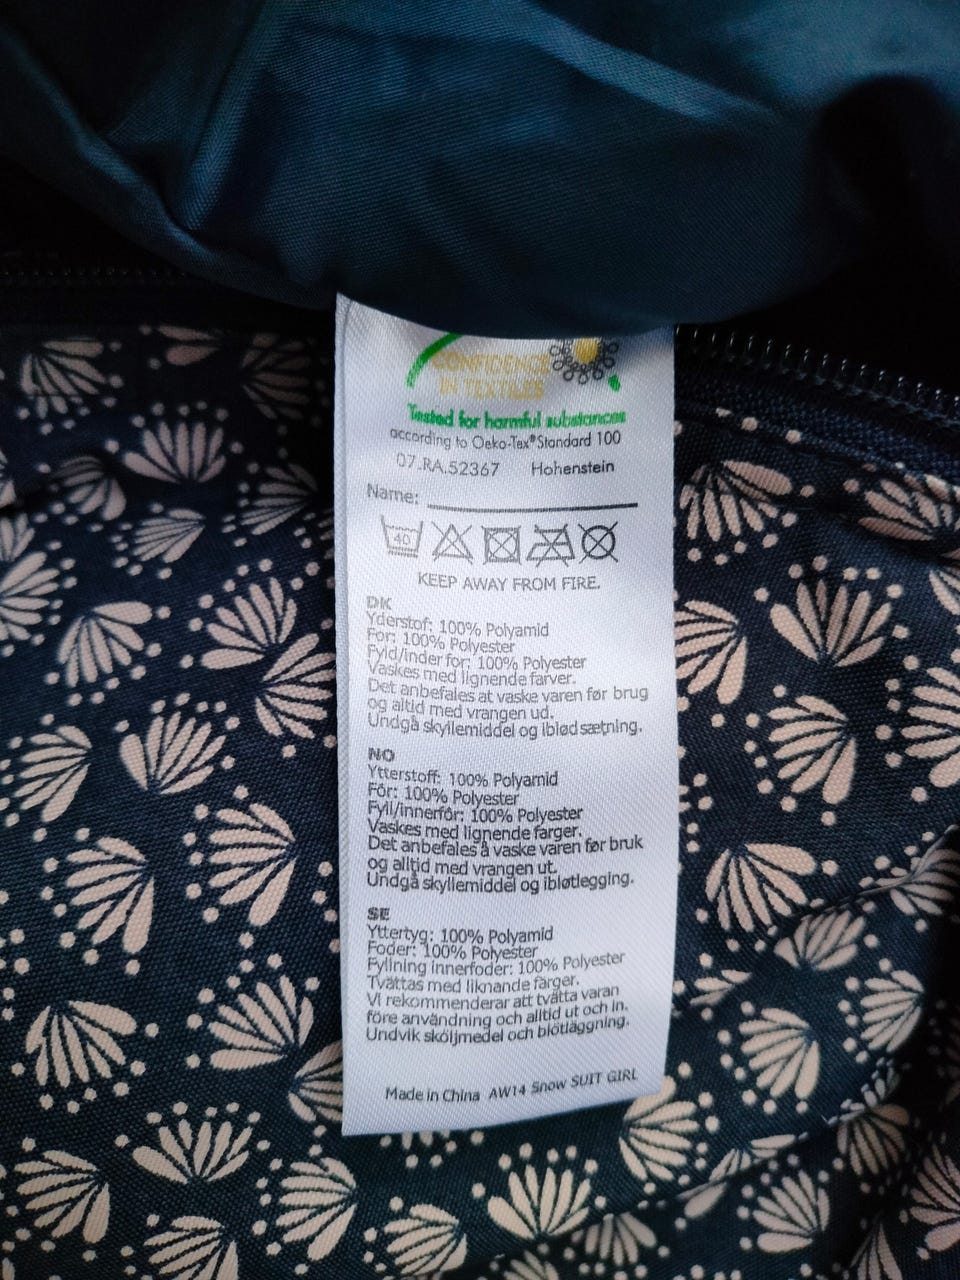 CONFIDENCE
IN TEXTILES
Tested for harmful substances
according to Oeko-Tex® Standard 100
07.RA.52367 Hohenstein
Name:
40
KEEP AWAY FROM FIRE.
DK
Yderstof: 100% Polyamid
For: 100% Polyester
Fyld/inder for: 100% Polyester
Vaskes med lignende farver.
Det anbefales at vaske varen før brug
og altid med vrangen ud.
Undgå skyllemiddel og iblød sætning.
NO
Ytterstoff: 100% Polyamid
Fôr: 100% Polyester
Fyll/innerfôr: 100% Polyester
Vaskes med lignende farger.
Det anbefales å vaske varen før bruk
og alltid med vrangen ut.
Undgå skyllemiddel og ibløtlegging.
SE
Yttertyg: 100% Polyamid
Foder: 100% Polyester
Fyllning innerfoder: 100% Polyester
Tvättas med liknande färger.
Vi rekommenderar att tvätta varan
före användning och alltid ut och in.
Undvik sköljmedel och blötläggning.
Made in China AW14 Snow SUIT GIRL